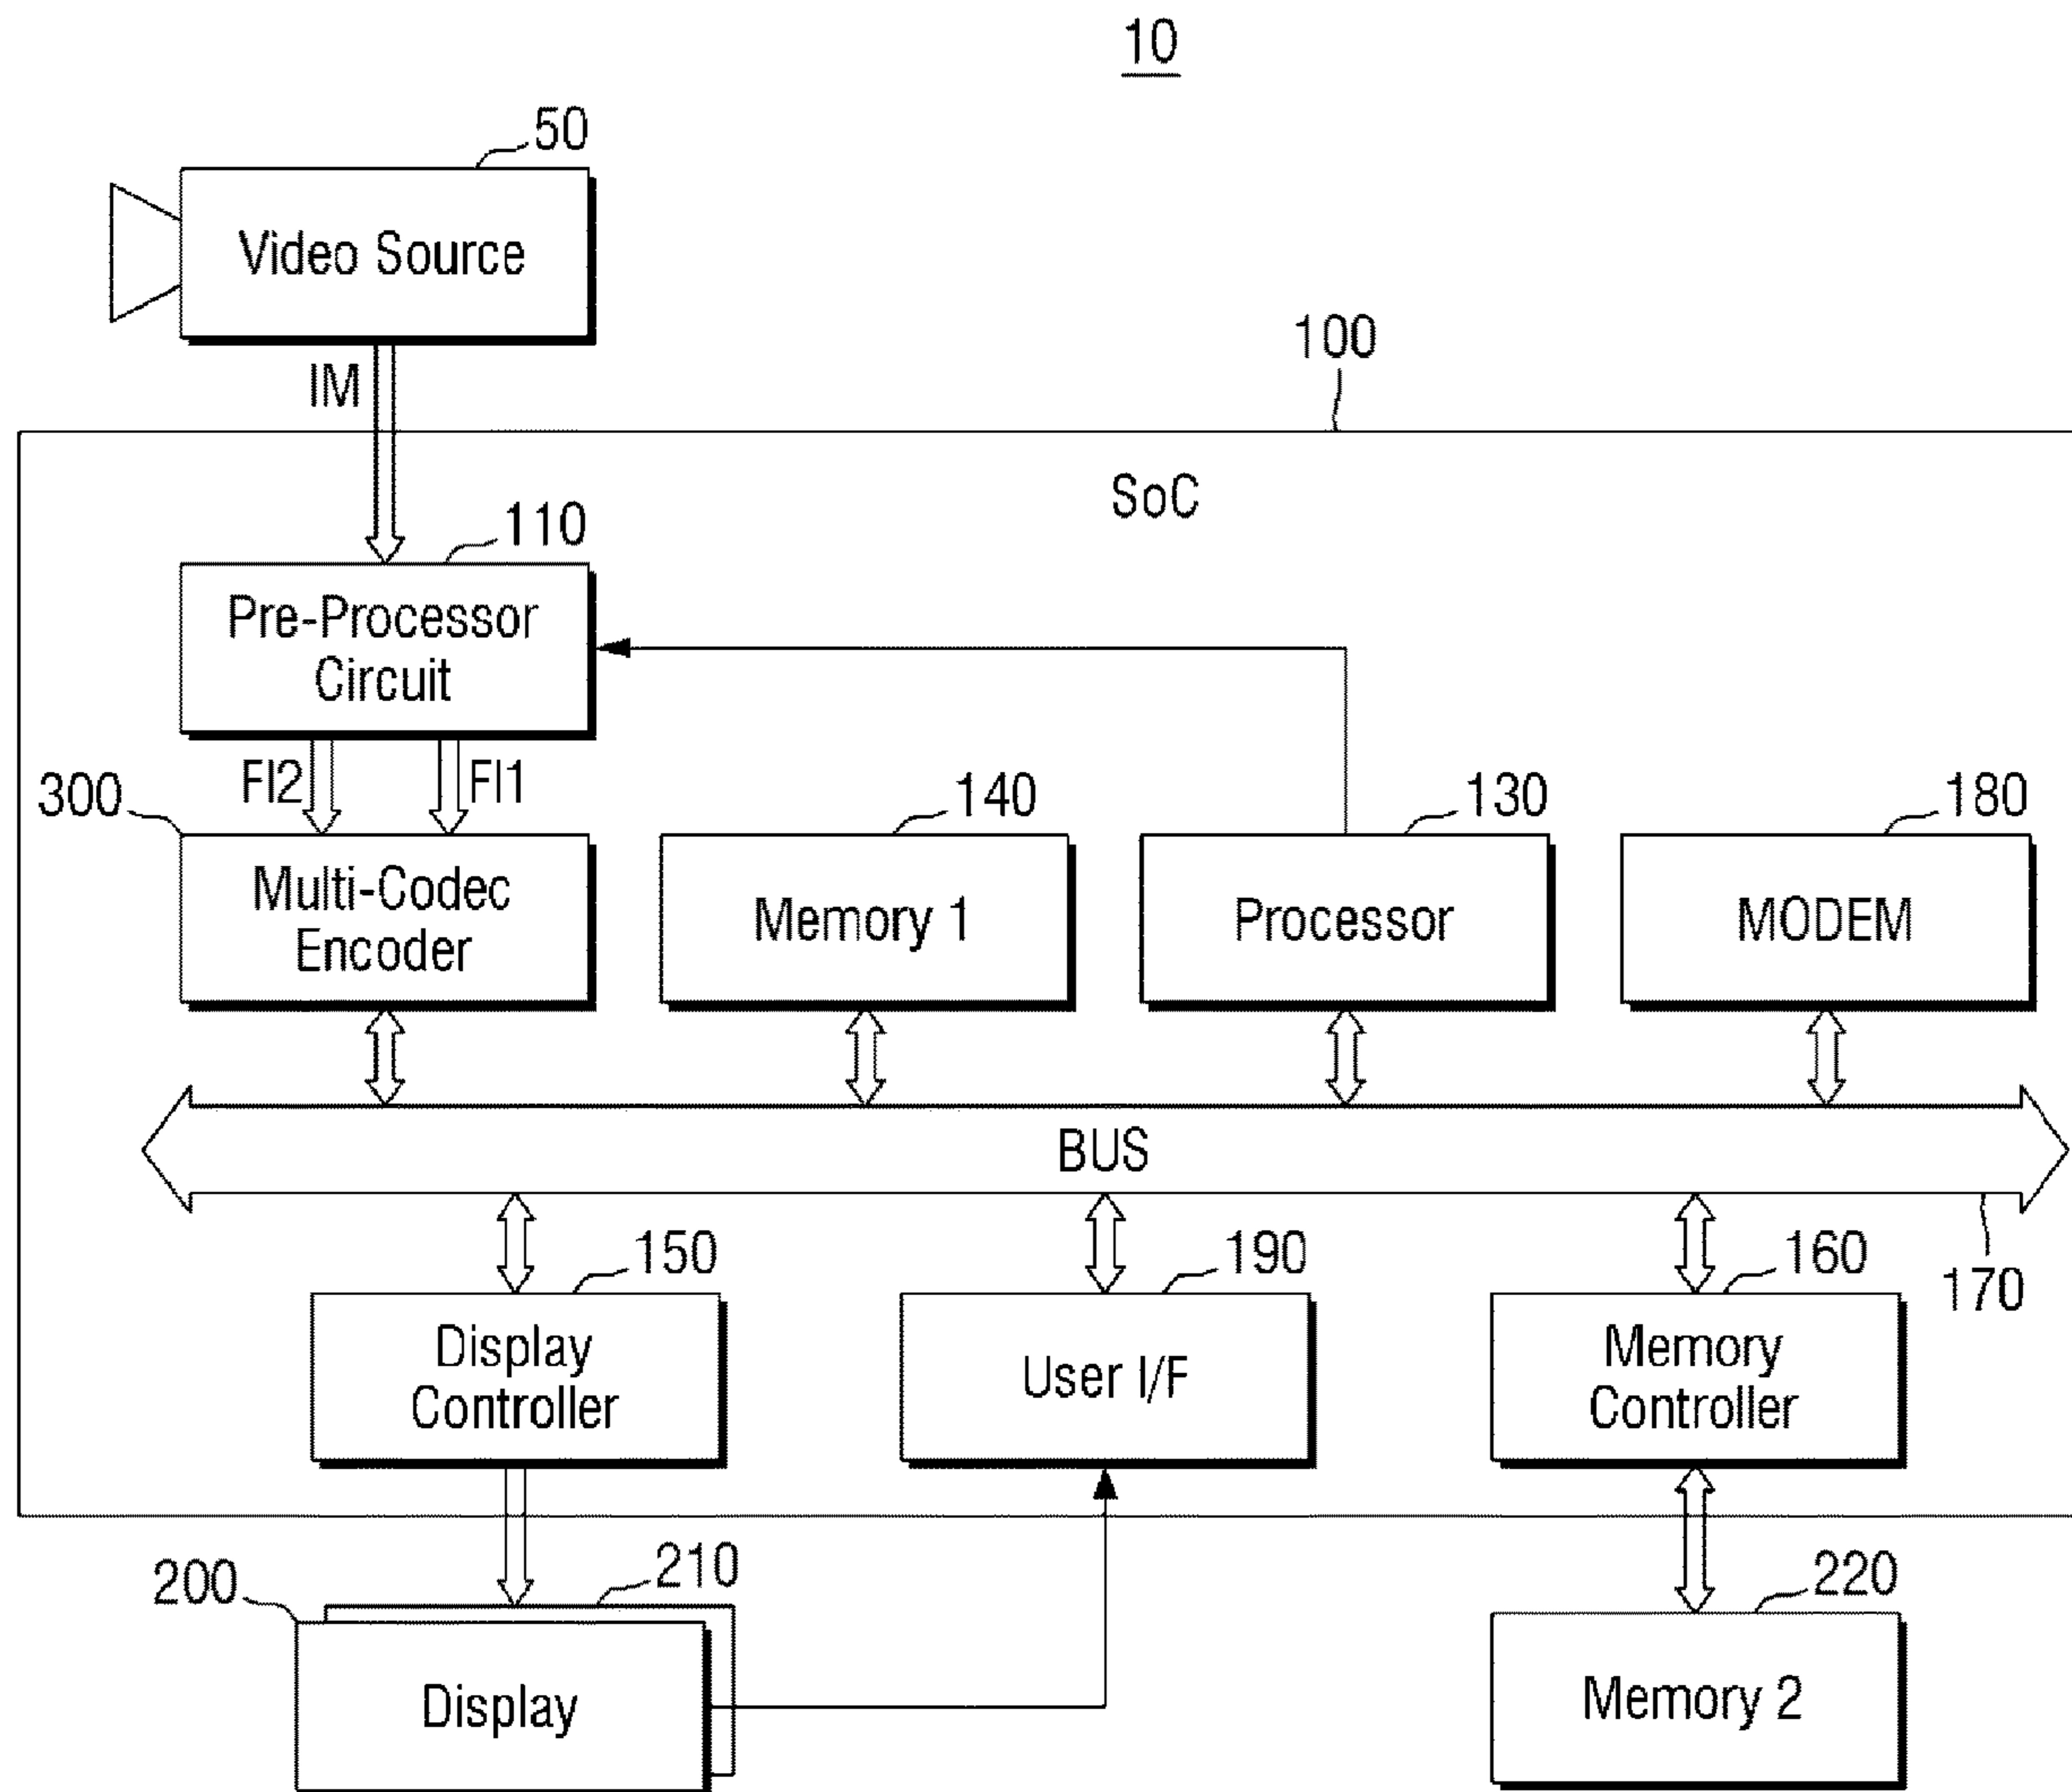 10
50
Video Source
IM
100
SoC
110
Pre-Processor
Circuit
FI2
FI1
300
140
130
180
Multi-Codec
Encoder
Memory 1
Processor
MODEM
BUS
170
150
190
160
Display
Controller
User I/F
Memory
Controller
200
210
220
Display
Memory 2